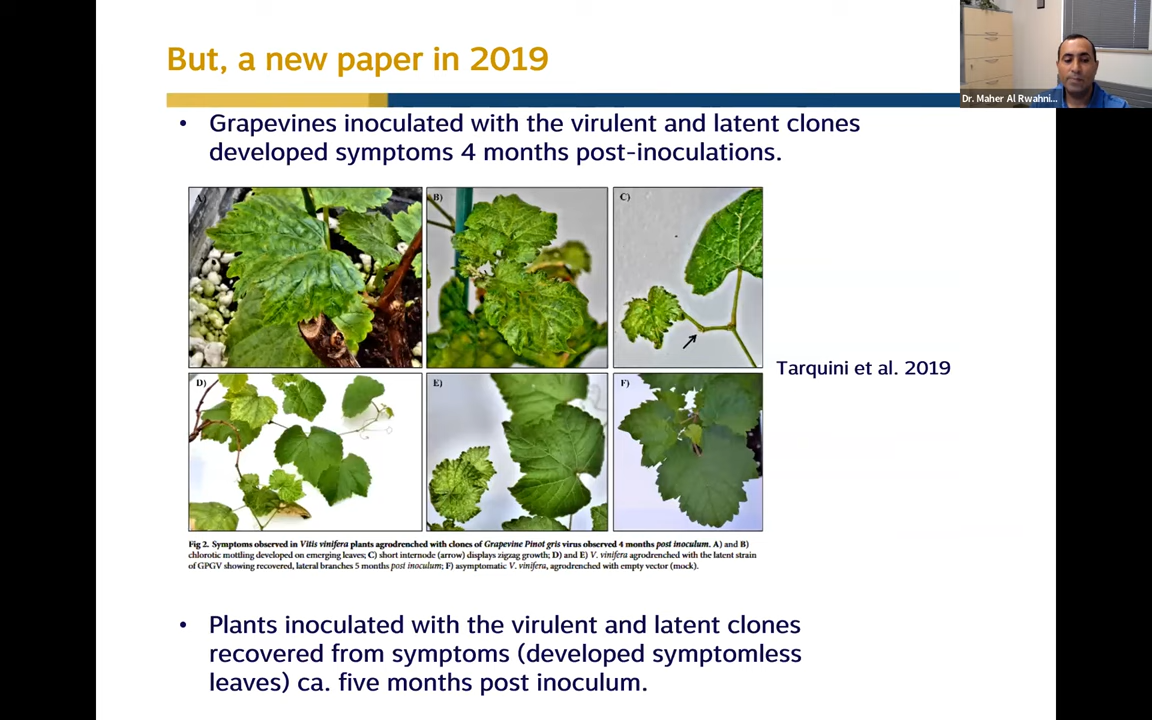 But, a new paper in 2019
Dr. Maher Al Rwahni...
• Grapevines inoculated with the virulent and latent clones
developed symptoms 4 months post-inoculations.
A)
B)
C)
D)
E)
F)
Tarquini et al. 2019
Fig 2. Symptoms observed in Vitis vinifera plants agrodrenched with clones of Grapevine Pinot gris virus observed 4 months post inoculum. A) and B)
chlorotic mottling developed on emerging leaves; C) short internode (arrow) displays zigzag growth; D) and E) V. vinifera agrodrenched with the latent strain
of GPGV showing recovered, lateral branches 5 months post inoculum; F) asymptomatic V. vinifera, agrodrenched with empty vector (mock).
• Plants inoculated with the virulent and latent clones
recovered from symptoms (developed symptomless
leaves) ca. five months post inoculum.